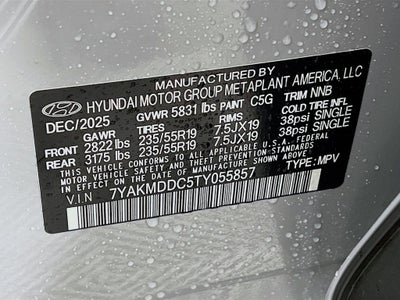 MANUFACTURED BY
HYUNDAI MOTOR GROUP METAPLANT AMERICA, LLC
DEC/2025 GVWR 5831 lbs PAINT C5G TRIM NNB
GAWR TIRES RIMS COLD TIRE INFL
FRONT 2822 lbs 235/55R19 7.5JX19 38psi SINGLE
REAR 3175 lbs 235/55R19 7.5JX19 38psi SINGLE
THIS VEHICLE CONFORMS TO ALL APPLICABLE U.S.A. FEDERAL
MOTOR VEHICLE SAFETY STANDARDS IN EFFECT ON THE DATE OF MANUFACTURE SHOWN ABOVE.
V.I.N 7YAKMDDC5TY055857 TYPE: MPV